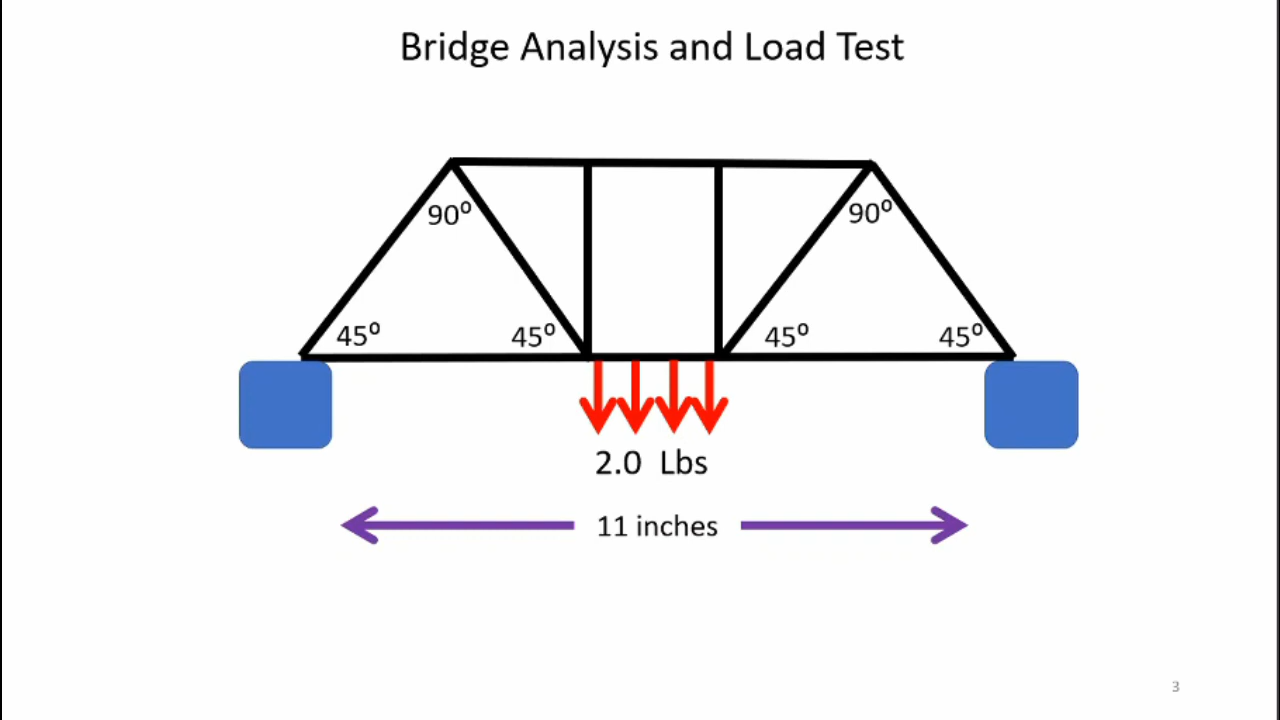 Bridge Analysis and Load Test
90º
90º
45º
45º
45º
45º
2.0 Lbs
11 inches
3